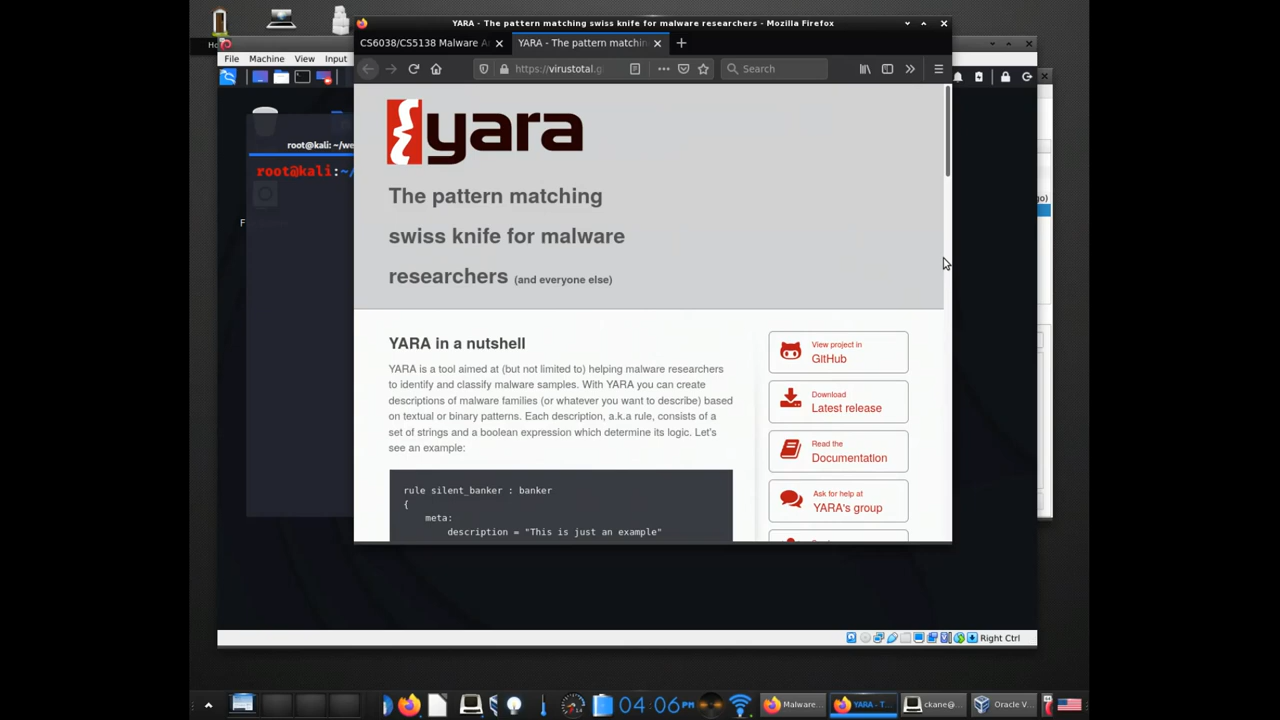 YARA - The pattern matching swiss knife for malware researchers - Mozilla Firefox
Ho
File Machine View Input
CS6038/CS5138 Malware A
YARA - The pattern matchin
https://virustotal.g
Search
yara
root@kali: ~/we
root@kali:~/
F
go)
The pattern matching
swiss knife for malware
researchers (and everyone else)
YARA in a nutshell
YARA is a tool aimed at (but not limited to) helping malware researchers
to identify and classify malware samples. With YARA you can create
descriptions of malware families (or whatever you want to describe) based
on textual or binary patterns. Each description, a.k.a rule, consists of a
set of strings and a boolean expression which determine its logic. Let's
see an example:
rule silent_banker : banker
{
meta:
description = "This is just an example"
View project in
GitHub
Download
Latest release
Read the
Documentation
Ask for help at
YARA's group
Right Ctrl
04:06PM
Malware...
YARA - T...
ckane@...
Oracle V...